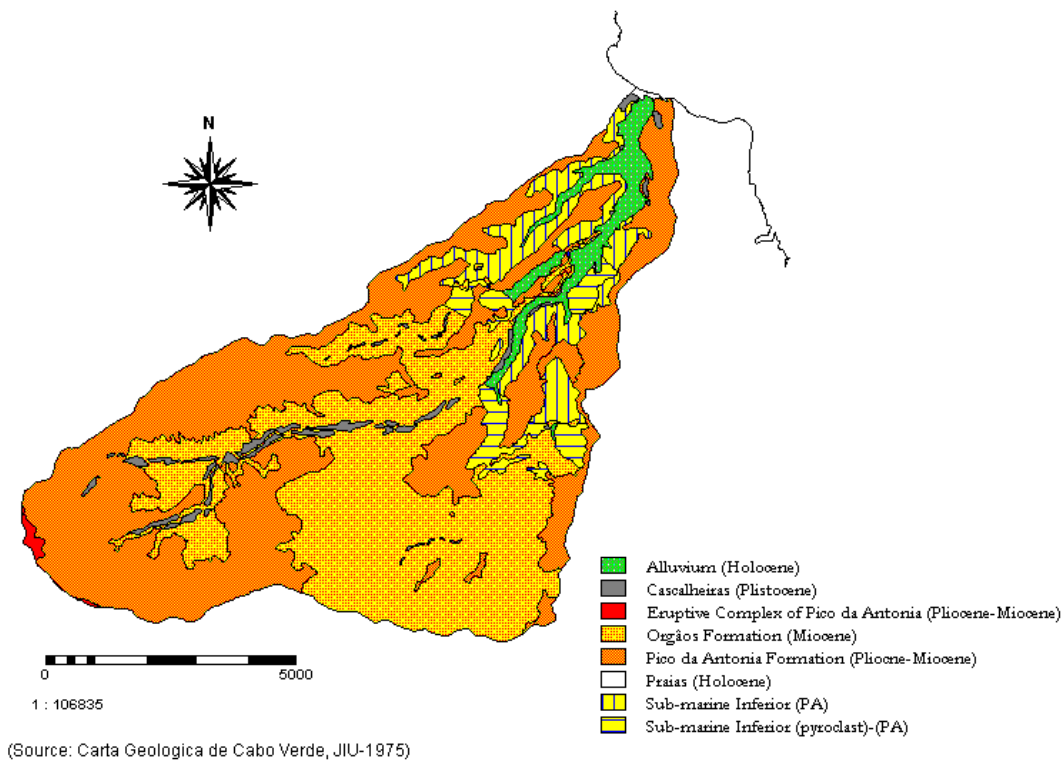 N
Alluvium (Holocene)
Cascalheiras (Plistocene)
Eruptive Complex of Pico da Antonia (Pliocene-Miocene)
Orgâos Formation (Miocene)
Pico da Antonia Formation (Pliocne-Miocene)
Praias (Holocene)
Sub-marine Inferior (PA)
Sub-marine Inferior (pyroclast)-(PA)
0 5000
1 : 106835
(Source: Carta Geologica de Cabo Verde, JIU-1975)